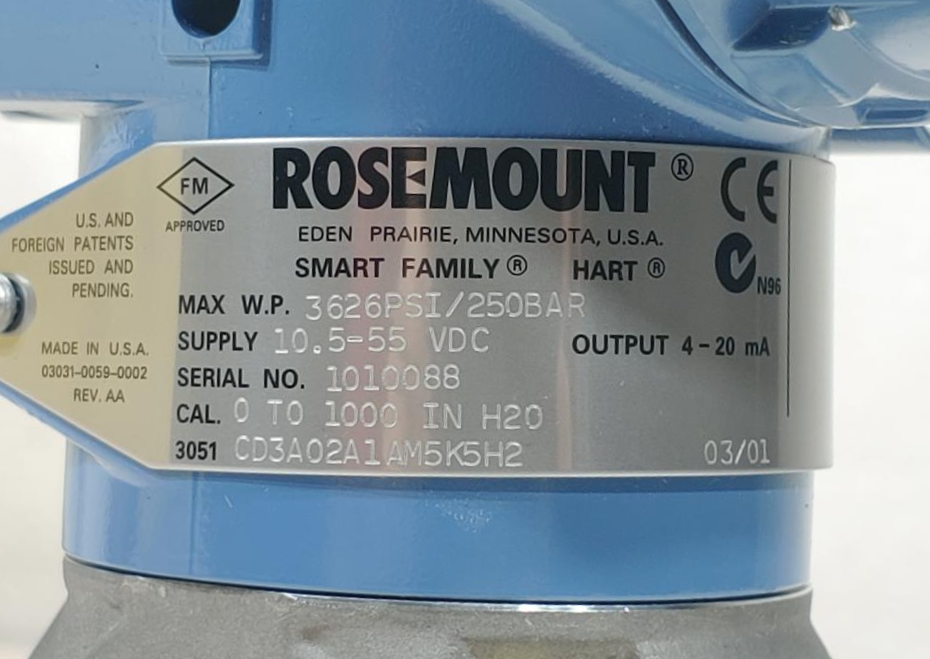 FM
APPROVED
ROSEMOUNT®
CE
EDEN PRAIRIE, MINNESOTA, U.S.A.
SMART FAMILY® HART®
N96
MAX W.P. 3626PSI/250BAR
SUPPLY 10.5-55 VDC OUTPUT 4-20 mA
SERIAL NO. 1010088
CAL. 0 TO 1000 IN H2O
3051 CD3A02A1AM5K5H2 03/01
U.S. AND
FOREIGN PATENTS
ISSUED AND
PENDING.
MADE IN U.S.A.
03031-0059-0002
REV. AA